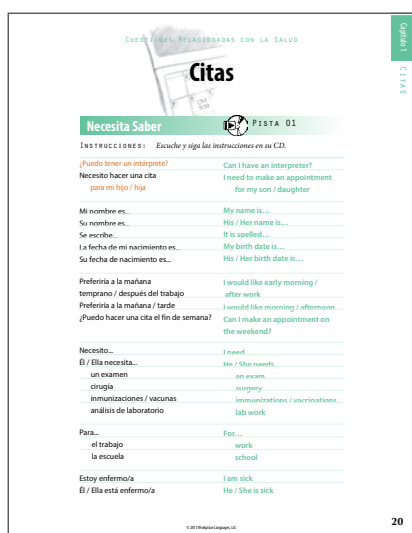 Cuestiones Relacionadas con la Salud
Capítulo 1
Citas
Citas
Cita
9:30
Necesita Saber
Pista 01
Instrucciones: Escuche y siga las instrucciones en su CD.
¿Puedo tener un intérprete? Can I have an interpreter?
Necesito hacer una cita I need to make an appointment
para mi hijo / hija for my son / daughter
Mi nombre es... My name is…
Su nombre es... His / Her name is…
Se escribe... It is spelled…
La fecha de mi nacimiento es... My birth date is…
Su fecha de nacimiento es... His / Her birth date is…
Preferiría a la mañana I would like early morning /
temprano / después del trabajo after work
Preferiría a la mañana / tarde I would like morning / afternoon
¿Puedo hacer una cita el fin de semana? Can I make an appointment on
the weekend?
Necesito... I need
Él / Ella necesita... He / She needs
un examen an exam
cirugía surgery
inmunizaciones / vacunas immunizations / vaccinations
análisis de laboratorio lab work
Para... For…
el trabajo work
la escuela school
Estoy enfermo/a I am sick
Él / Ella está enfermo/a He / She is sick
© 2013 Workplace Languages, LLC
20